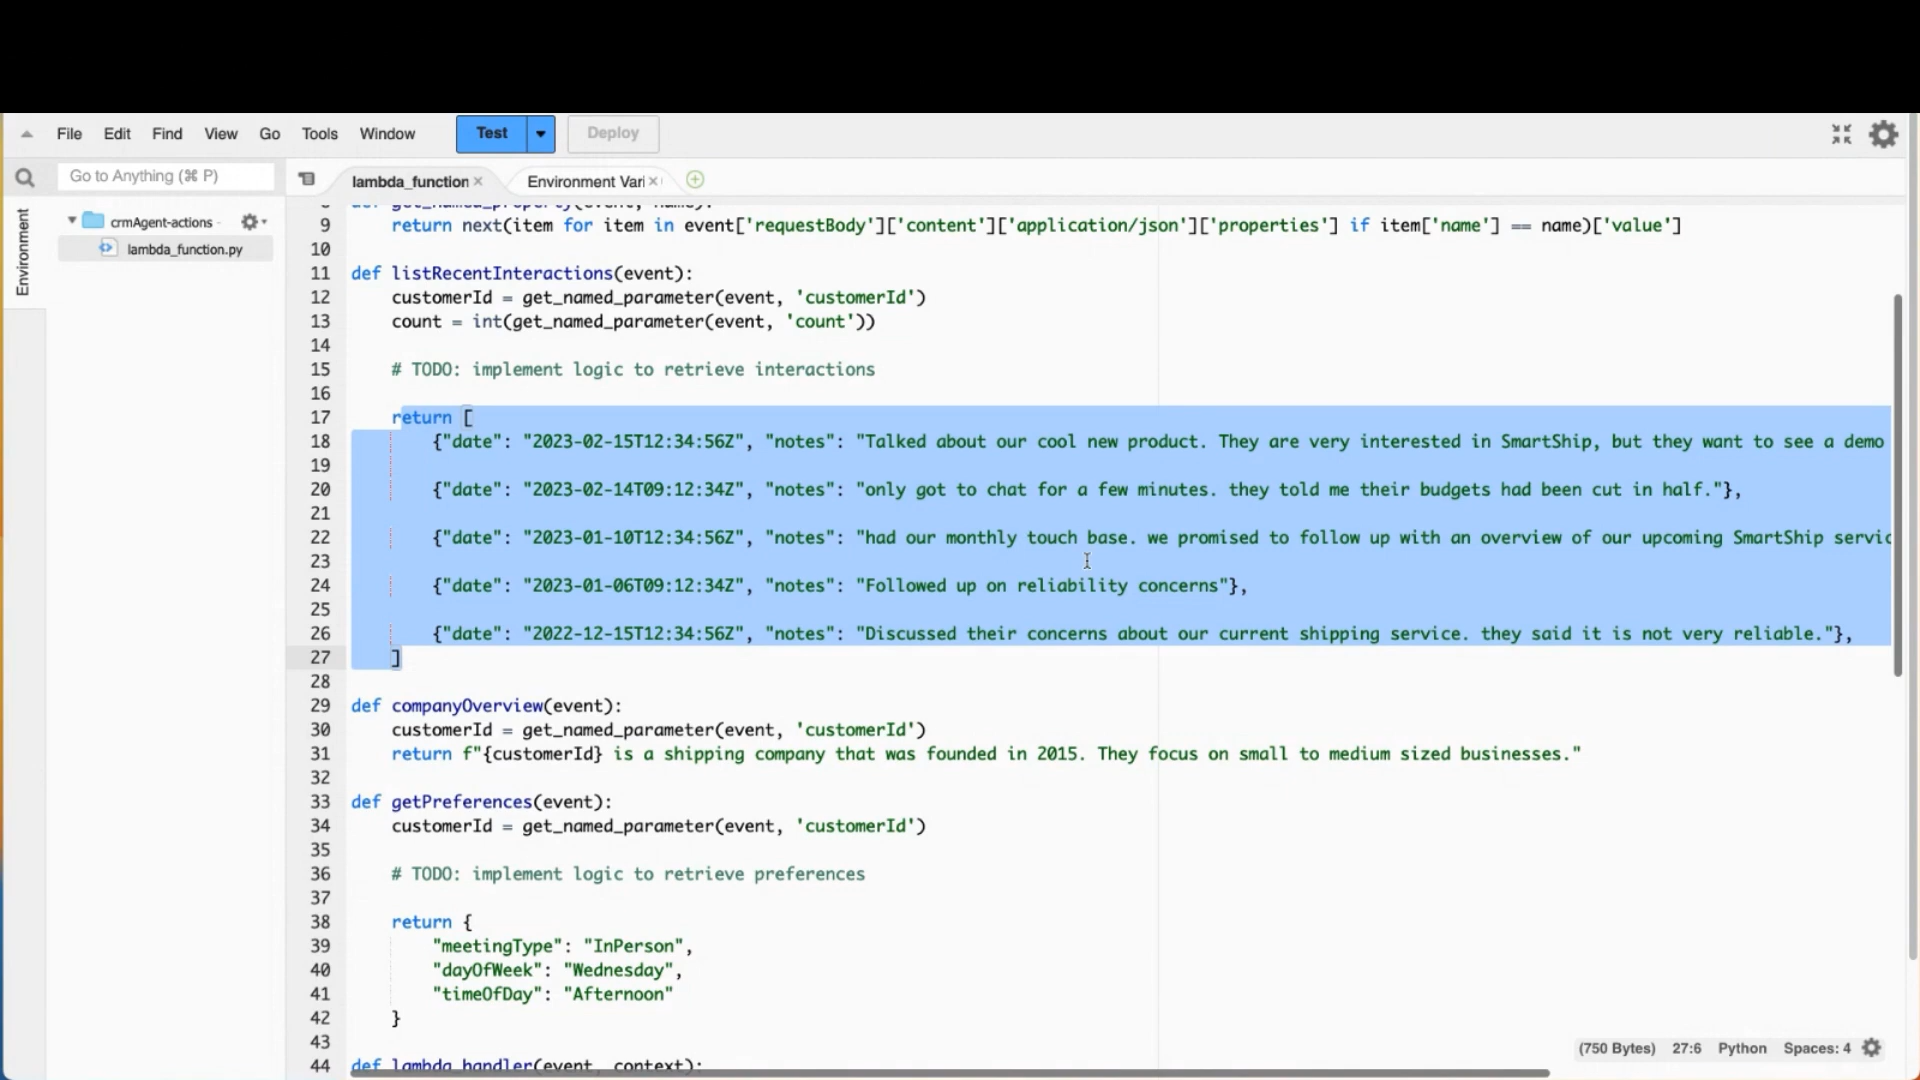 File Edit Find View Go Tools Window Test Deploy
Go to Anything (⌘ P)
lambda_function × Environment Vari ×
Environment
crmAgent-actions
lambda_function.py
8 def get_named_property(event, name):
9 return next(item for item in event['requestBody']['content']['application/json']['properties'] if item['name'] == name)['value']
10
11 def listRecentInteractions(event):
12 customerId = get_named_parameter(event, 'customerId')
13 count = int(get_named_parameter(event, 'count'))
14
15 # TODO: implement logic to retrieve interactions
16
17 return [
18 {"date": "2023-02-15T12:34:56Z", "notes": "Talked about our cool new product. They are very interested in SmartShip, but they want to see a demo
19
20 {"date": "2023-02-14T09:12:34Z", "notes": "only got to chat for a few minutes. they told me their budgets had been cut in half."},
21
22 {"date": "2023-01-10T12:34:56Z", "notes": "had our monthly touch base. we promised to follow up with an overview of our upcoming SmartShip servic
23
24 {"date": "2023-01-06T09:12:34Z", "notes": "Followed up on reliability concerns"},
25
26 {"date": "2022-12-15T12:34:56Z", "notes": "Discussed their concerns about our current shipping service. they said it is not very reliable."},
27 ]
28
29 def companyOverview(event):
30 customerId = get_named_parameter(event, 'customerId')
31 return f"{customerId} is a shipping company that was founded in 2015. They focus on small to medium sized businesses."
32
33 def getPreferences(event):
34 customerId = get_named_parameter(event, 'customerId')
35
36 # TODO: implement logic to retrieve preferences
37
38 return {
39 "meetingType": "InPerson",
40 "dayOfWeek": "Wednesday",
41 "timeOfDay": "Afternoon"
42 }
43
44 def lambda_handler(event, context):
(750 Bytes) 27:6 Python Spaces: 4